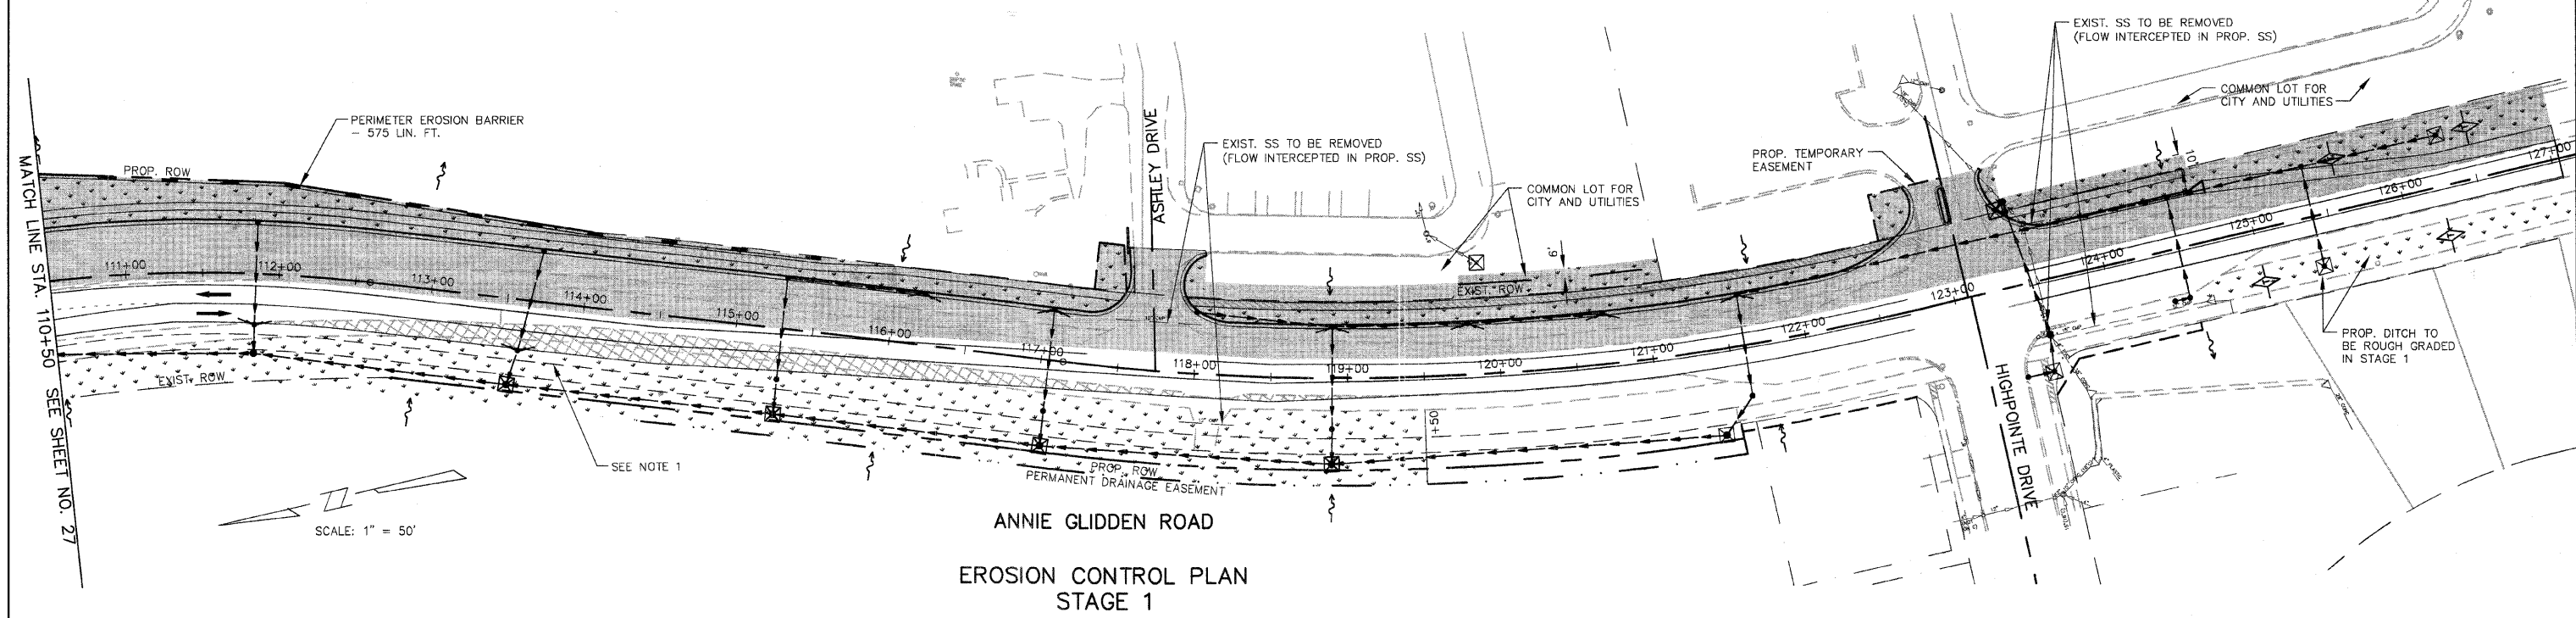 EXIST. SS TO BE REMOVED
(FLOW INTERCEPTED IN PROP. SS)
COMMON LOT FOR
CITY AND UTILITIES
PERIMETER EROSION BARRIER
- 575 LIN. FT.
ASHLEY DRIVE
EXIST. SS TO BE REMOVED
(FLOW INTERCEPTED IN PROP. SS)
PROP. TEMPORARY
EASEMENT
10'
127+00
MATCH LINE STA. 110+50 SEE SHEET NO. 27
PROP. ROW
COMMON LOT FOR
CITY AND UTILITIES
126+00
125+00
6'
124+00
111+00
112+00
113+00
114+00
115+00
116+00
117+00
118+00
119+00
120+00
121+00
122+00
123+00
EXIST. ROW
PROP. DITCH TO
BE ROUGH GRADED
IN STAGE 1
EXIST. ROW
+50
HIGHPOINTE DRIVE
SEE NOTE 1
PROP. ROW
PERMANENT DRAINAGE EASEMENT
SCALE: 1" = 50'
ANNIE GLIDDEN ROAD
EROSION CONTROL PLAN
STAGE 1